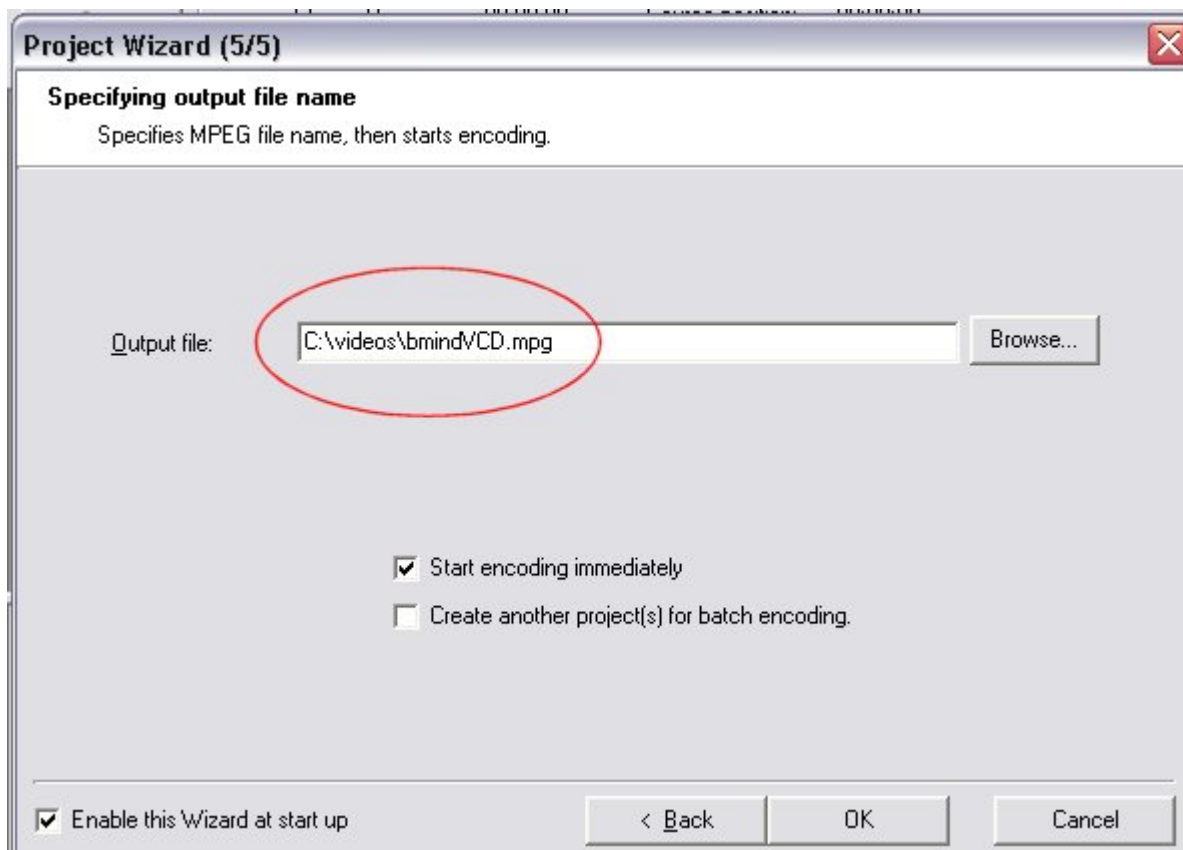 Project Wizard (5/5)
Specifying output file name
Specifies MPEG file name, then starts encoding.
Output file:
C:\videos\bmindVCD.mpg
Browse...
Start encoding immediately
Create another project(s) for batch encoding.
Enable this Wizard at start up
< Back
OK
Cancel